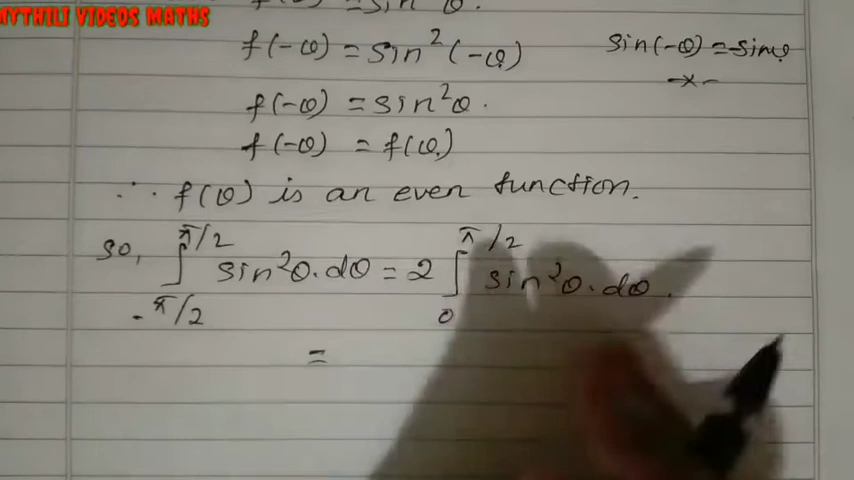 MYTHILI VIDEOS MATHS
f(-θ) = sin²(-θ) sin(-θ) = -sinθ
f(-θ) = sin²θ.
f(-θ) = f(θ)
∴ f(θ) is an even function.
so, ∫_{-π/2}^{π/2} sin²θ.dθ = 2 ∫_{0}^{π/2} sin²θ.dθ.
=